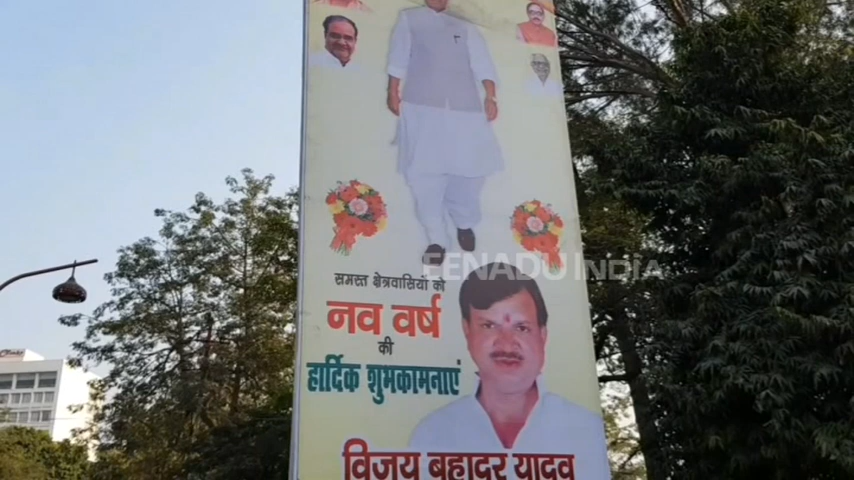 समस्त क्षेत्रवासियों को
नव वर्ष
की
हार्दिक शुभकामनाएं
विजय बहादुर यादव
EENADU INDIA